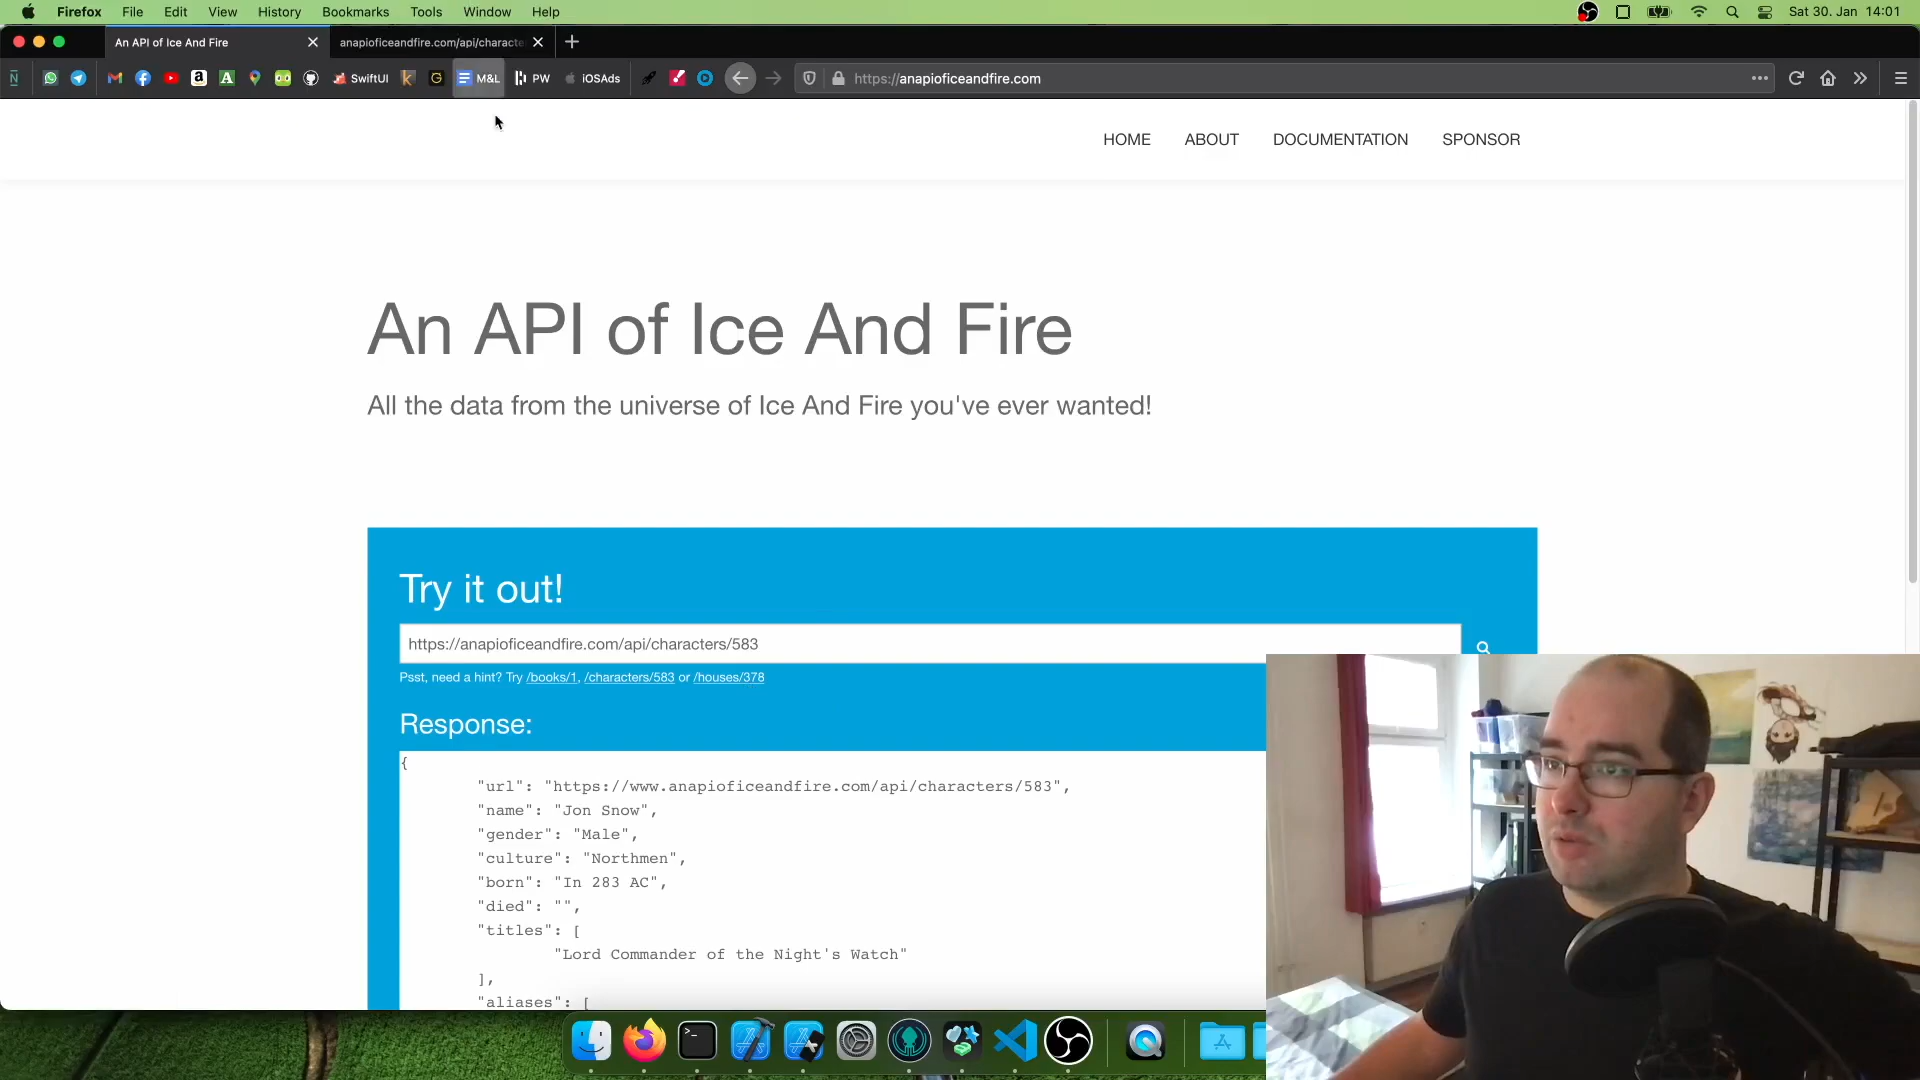 Firefox File Edit View History Bookmarks Tools Window Help Sat 30. Jan 14:01
An API of Ice And Fire anapioficeandfire.com/api/characte
SwiftUI M&L PW iOSAds https://anapioficeandfire.com
HOME ABOUT DOCUMENTATION SPONSOR
An API of Ice And Fire
All the data from the universe of Ice And Fire you've ever wanted!
Try it out!
https://anapioficeandfire.com/api/characters/583
Psst, need a hint? Try /books/1, /characters/583 or /houses/378
Response:
{
"url": "https://www.anapioficeandfire.com/api/characters/583",
"name": "Jon Snow",
"gender": "Male",
"culture": "Northmen",
"born": "In 283 AC",
"died": "",
"titles": [
"Lord Commander of the Night's Watch"
],
"aliases": [